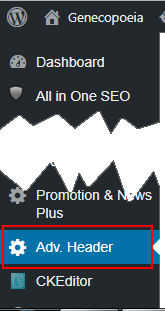 Genecopoeia
Dashboard
All in One SEO
Promotion & News
Plus
Adv. Header
CKEditor